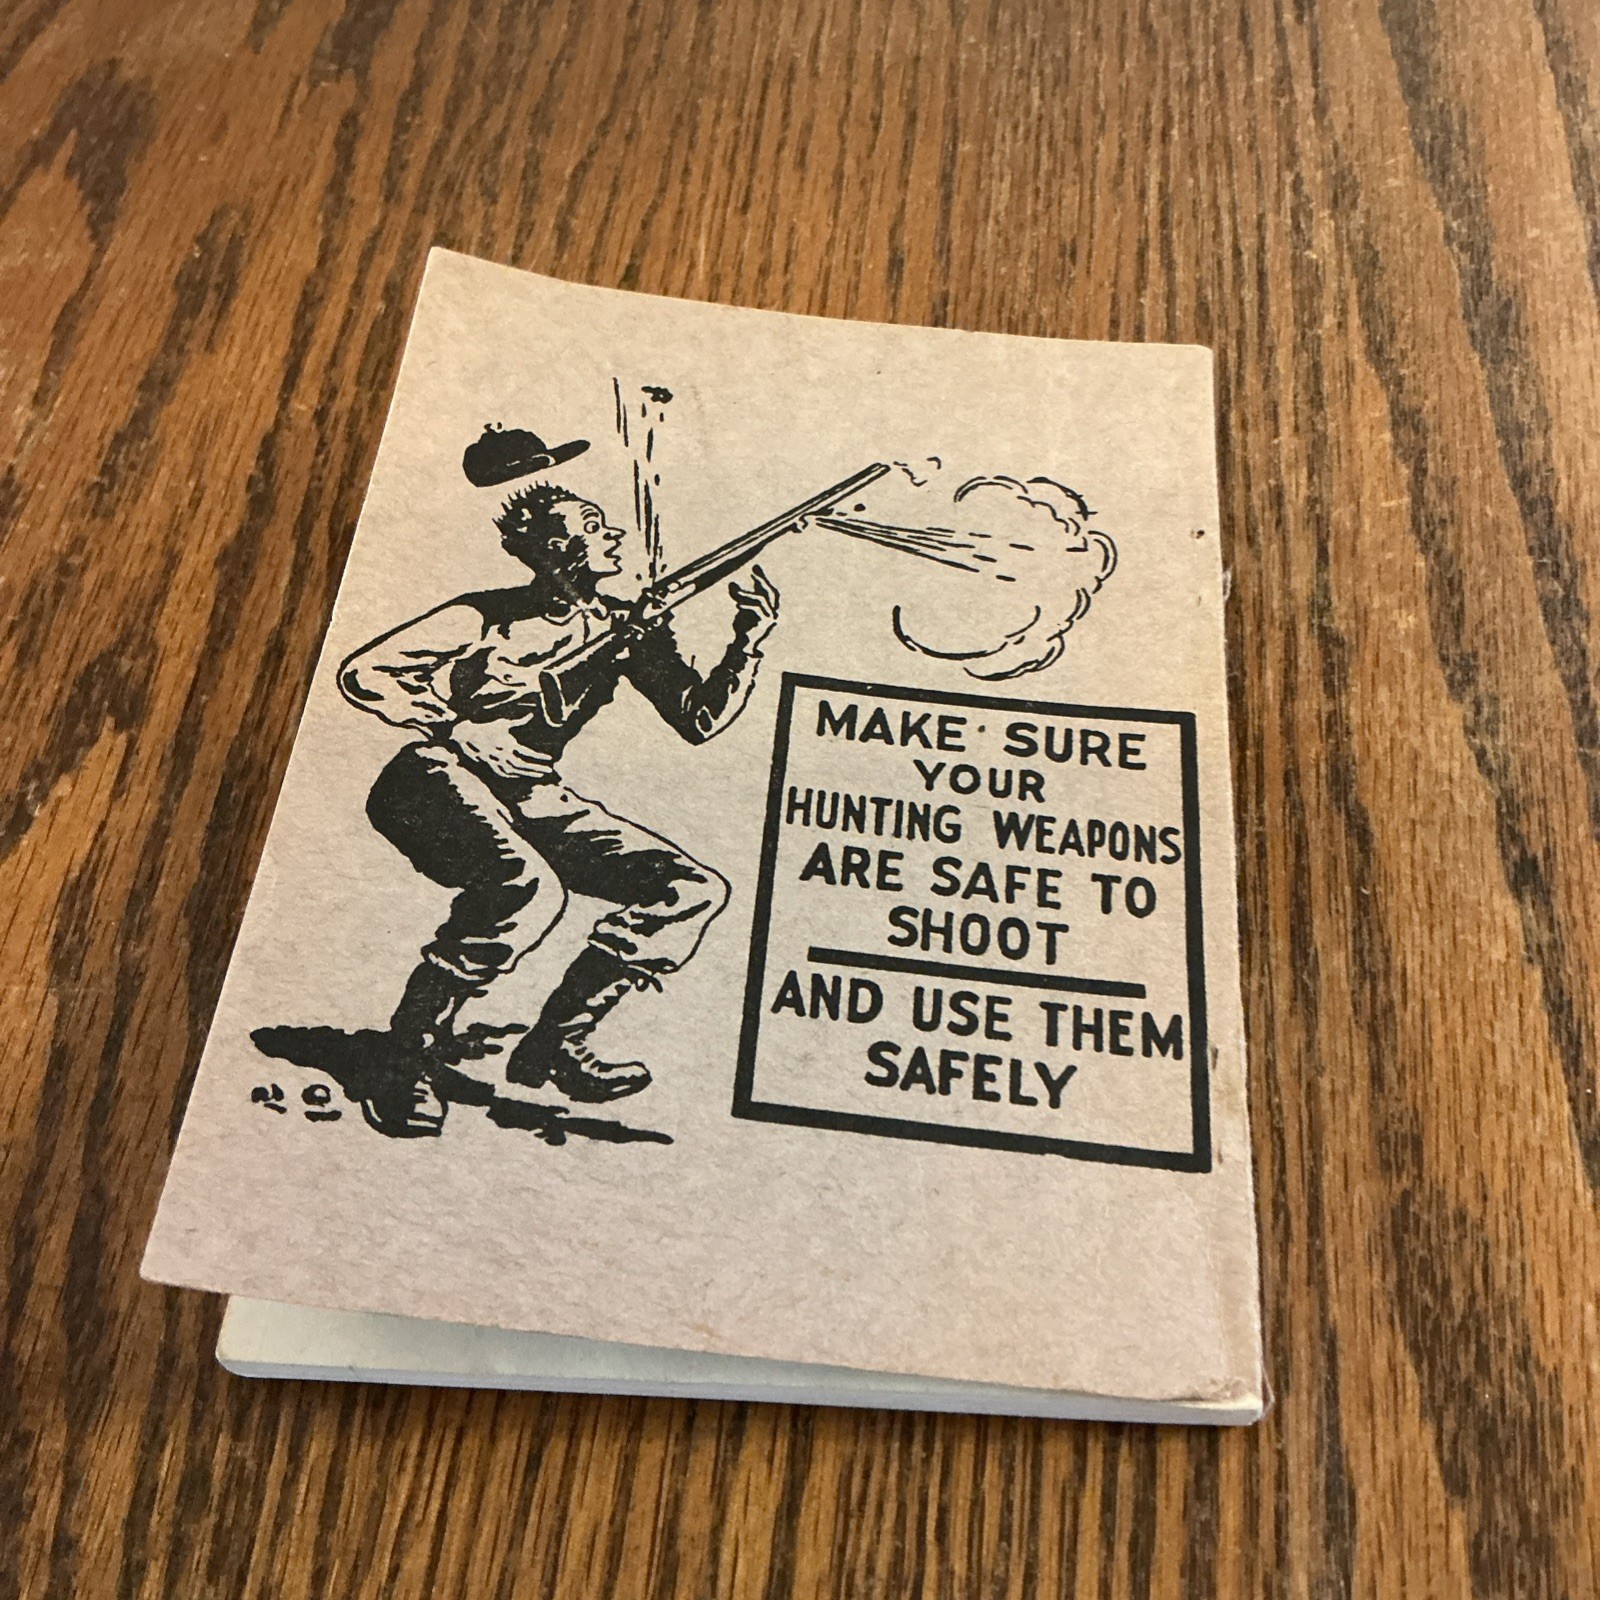 MAKE SURE
YOUR
HUNTING WEAPONS
ARE SAFE TO
SHOOT
AND USE THEM
SAFELY